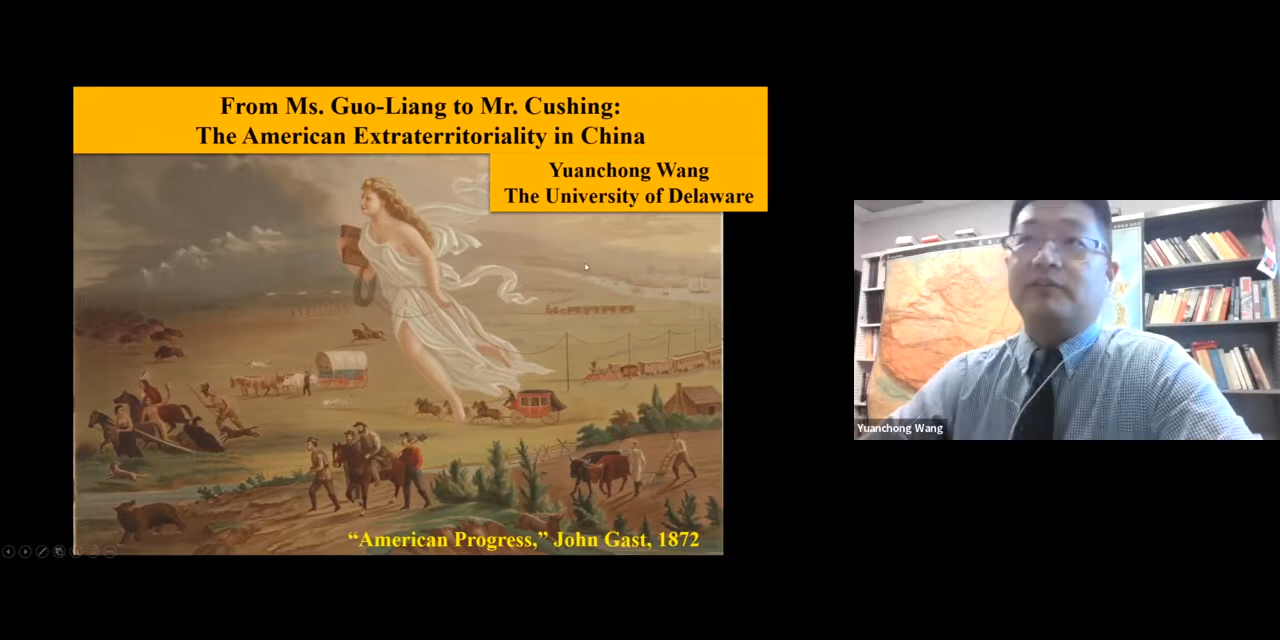 From Ms. Guo-Liang to Mr. Cushing:
The American Extraterritoriality in China
Yuanchong Wang
The University of Delaware
“American Progress,” John Gast, 1872
Yuanchong Wang